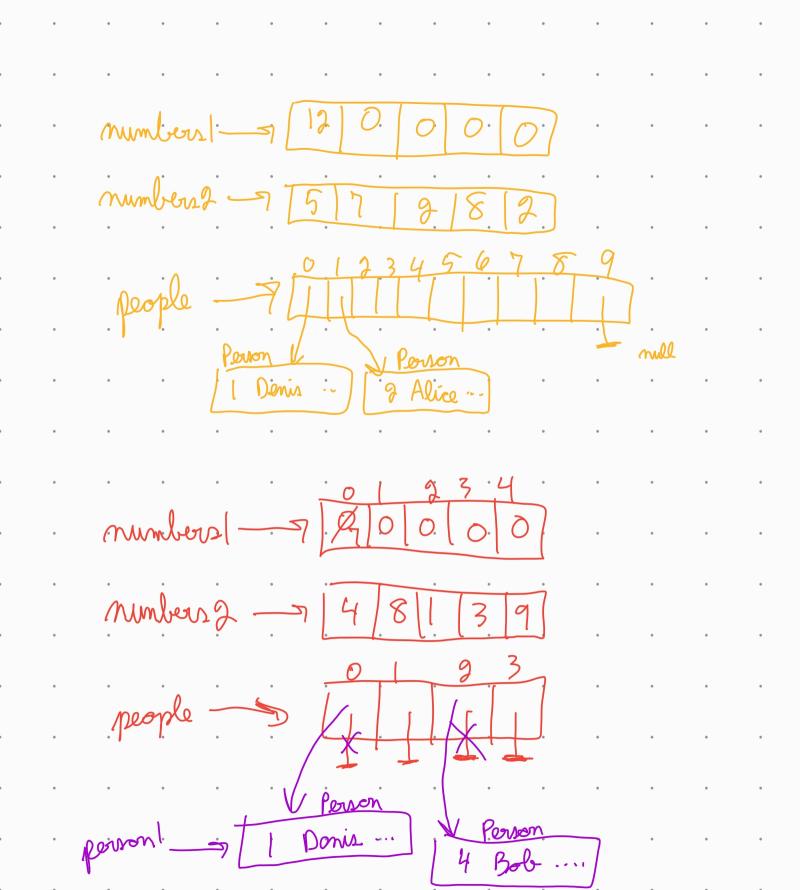 numbers1 → 12 0 0 0 0
numbers2 → 5 7 2 8 2
0 1 2 3 4 5 6 7 8 9
people →
null
Person Person
1 Denis ... 2 Alice ...
0 1 2 3 4
numbers1 → 0 0 0 0
numbers2 → 4 8 1 3 9
0 1 2 3
people →
Person
person1 → 1 Denis ...
Person
4 Bob ....